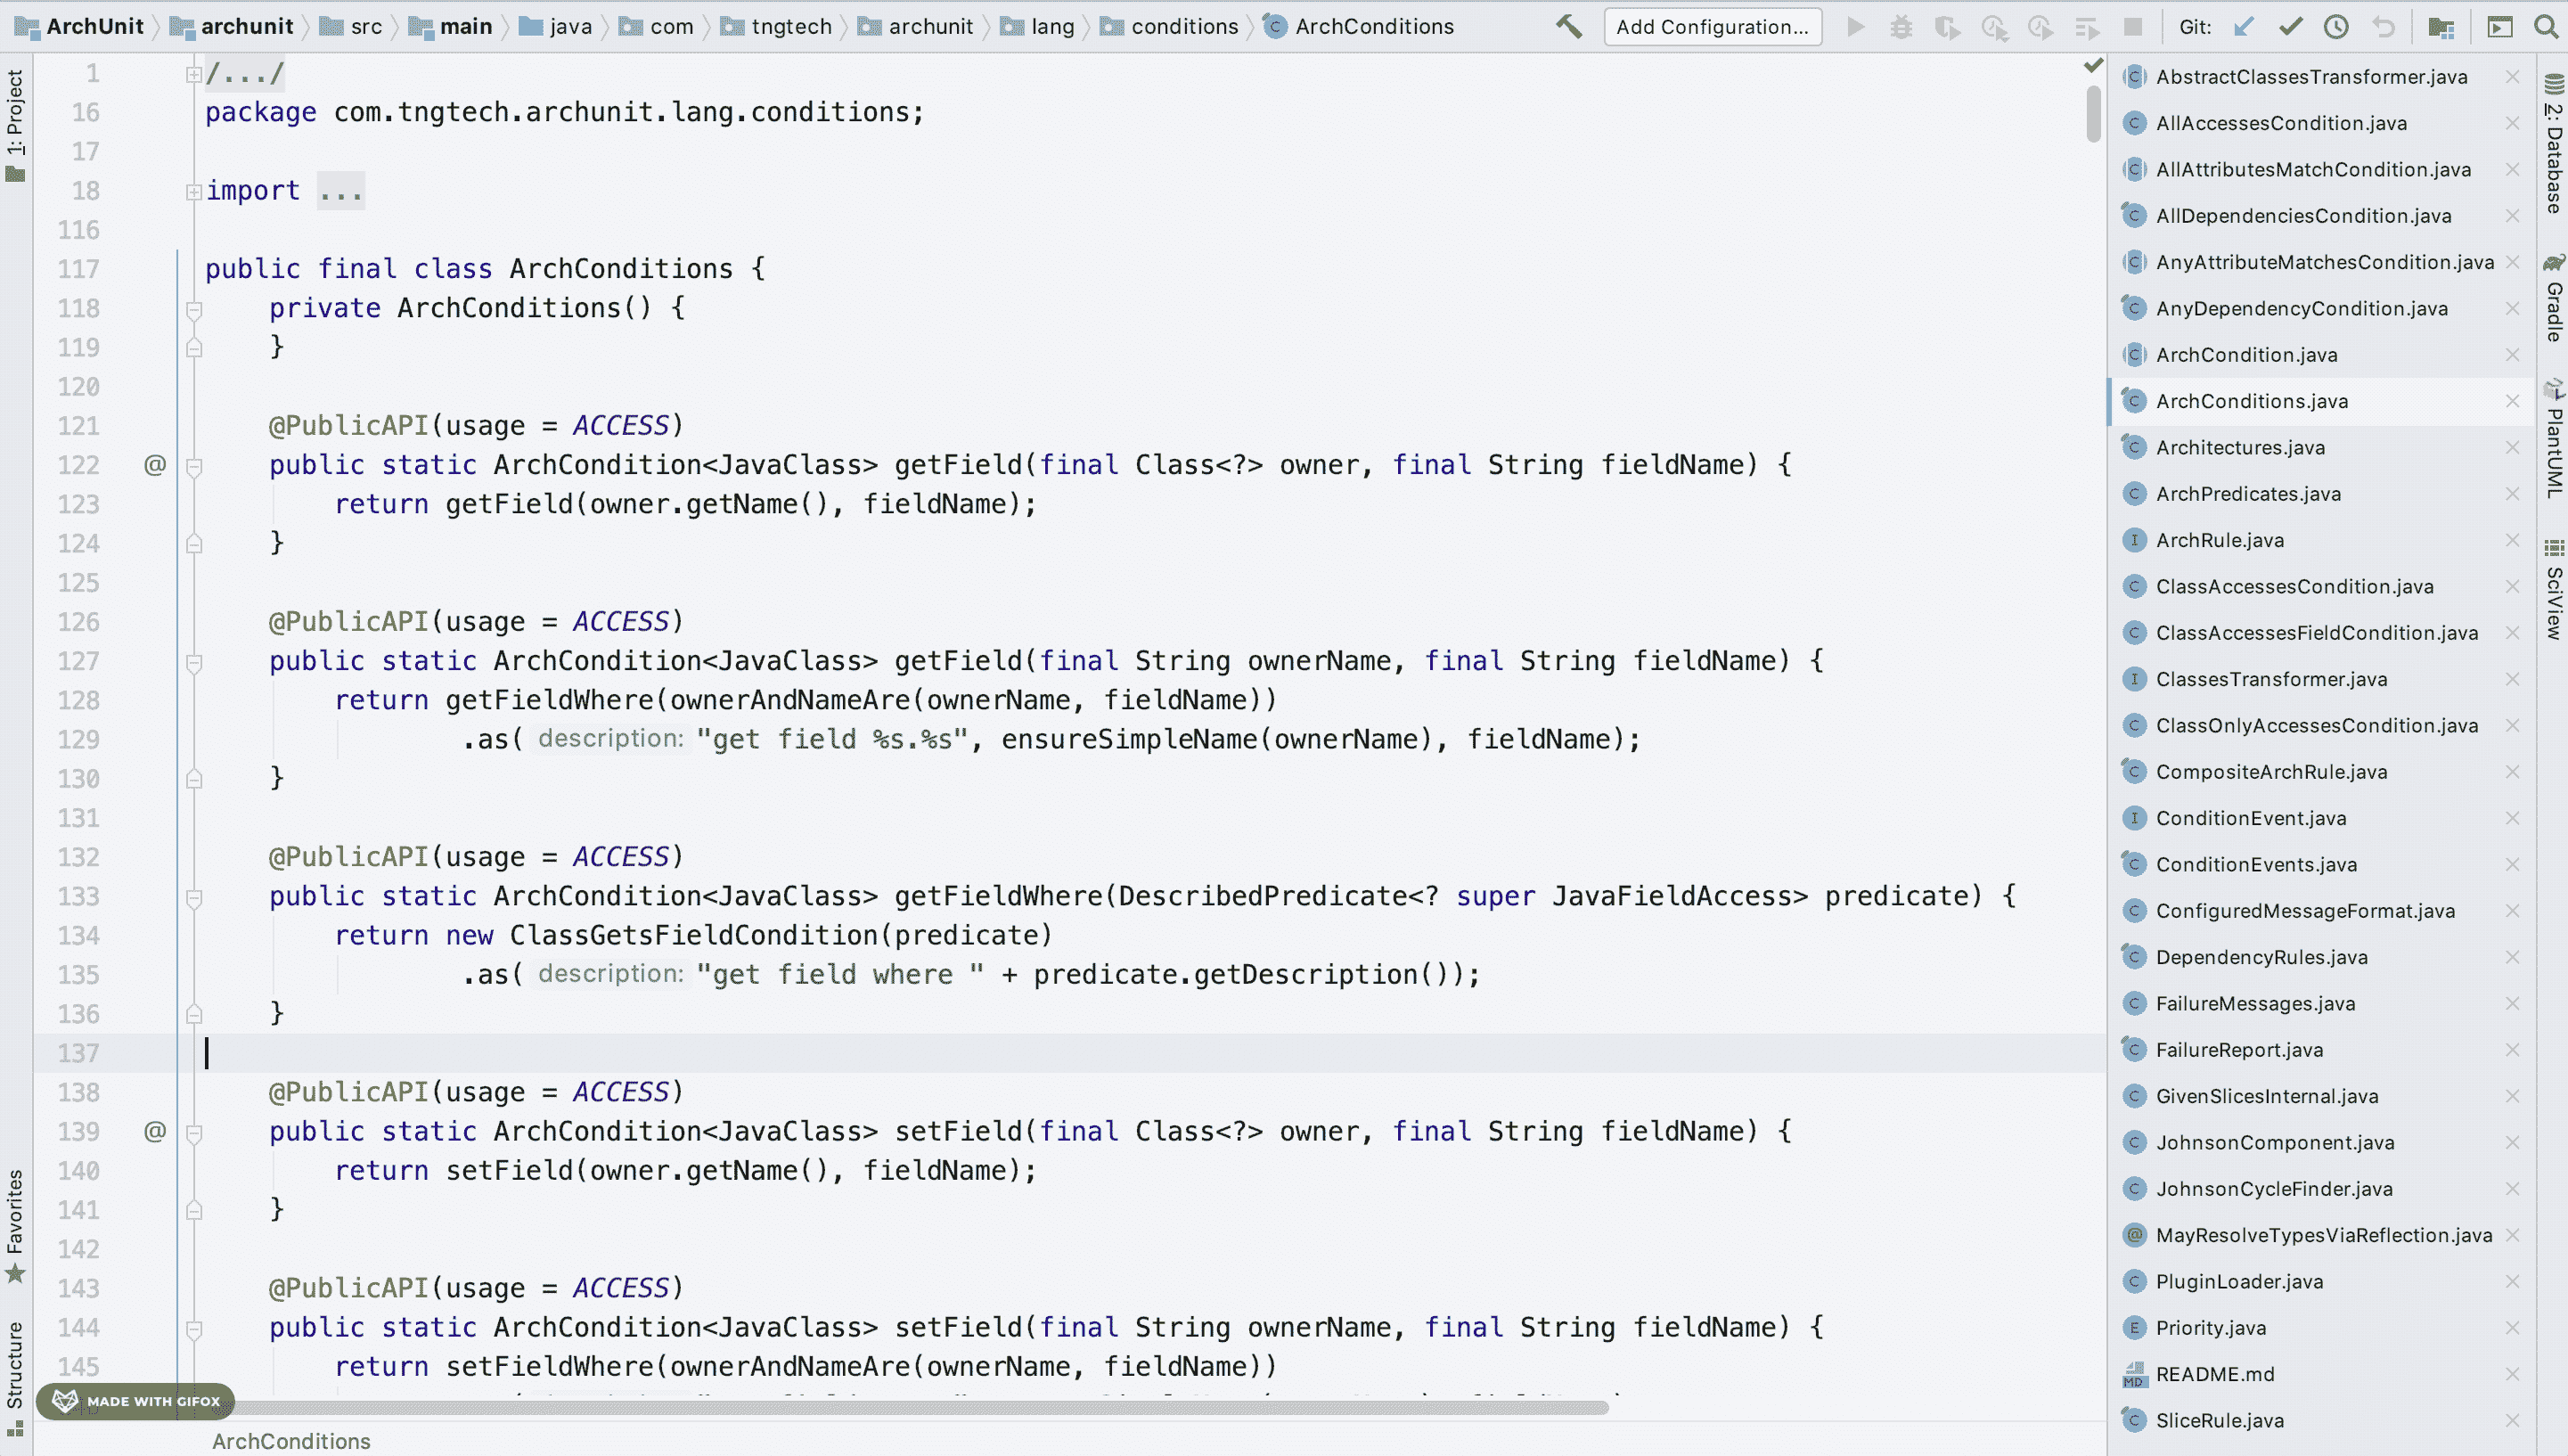 ArchUnit archunit src main java com tngtech archunit lang conditions ArchConditions Add Configuration... Git:
1: Project
1 /.../
16 package com.tngtech.archunit.lang.conditions;
17
18 import ...
116
117 public final class ArchConditions {
118 private ArchConditions() {
119 }
120
121 @PublicAPI(usage = ACCESS)
122 @ public static ArchCondition<JavaClass> getField(final Class<?> owner, final String fieldName) {
123 return getField(owner.getName(), fieldName);
124 }
125
126 @PublicAPI(usage = ACCESS)
127 public static ArchCondition<JavaClass> getField(final String ownerName, final String fieldName) {
128 return getFieldWhere(ownerAndNameAre(ownerName, fieldName))
129 .as( description: "get field %s.%s", ensureSimpleName(ownerName), fieldName);
130 }
131
132 @PublicAPI(usage = ACCESS)
133 public static ArchCondition<JavaClass> getFieldWhere(DescribedPredicate<? super JavaFieldAccess> predicate) {
134 return new ClassGetsFieldCondition(predicate)
135 .as( description: "get field where " + predicate.getDescription());
136 }
137
138 @PublicAPI(usage = ACCESS)
139 @ public static ArchCondition<JavaClass> setField(final Class<?> owner, final String fieldName) {
140 return setField(owner.getName(), fieldName);
141 }
142
143 @PublicAPI(usage = ACCESS)
144 public static ArchCondition<JavaClass> setField(final String ownerName, final String fieldName) {
145 return setFieldWhere(ownerAndNameAre(ownerName, fieldName))
Favorites
Structure
MADE WITH GIFOX
ArchConditions
AbstractClassesTransformer.java
AllAccessesCondition.java
AllAttributesMatchCondition.java
AllDependenciesCondition.java
AnyAttributeMatchesCondition.java
AnyDependencyCondition.java
ArchCondition.java
ArchConditions.java
Architectures.java
ArchPredicates.java
ArchRule.java
ClassAccessesCondition.java
ClassAccessesFieldCondition.java
ClassesTransformer.java
ClassOnlyAccessesCondition.java
CompositeArchRule.java
ConditionEvent.java
ConditionEvents.java
ConfiguredMessageFormat.java
DependencyRules.java
FailureMessages.java
FailureReport.java
GivenSlicesInternal.java
JohnsonComponent.java
JohnsonCycleFinder.java
MayResolveTypesViaReflection.java
PluginLoader.java
Priority.java
README.md
SliceRule.java
2: Database
Gradle
PlantUML
SciView